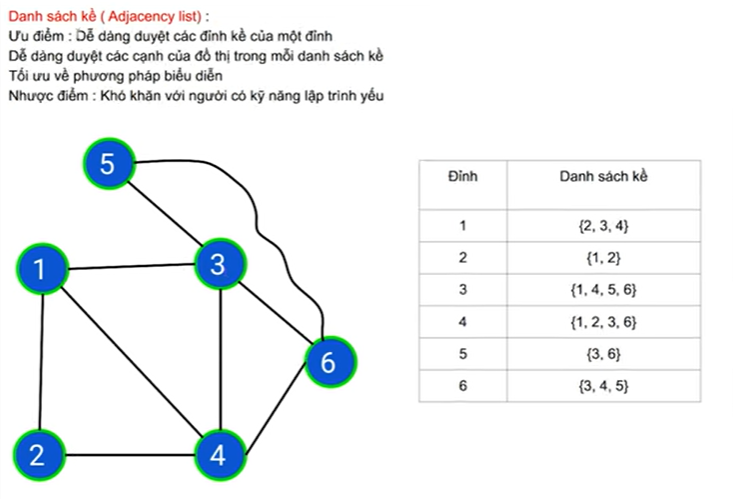 Danh sách kề ( Adjacency list) :
Ưu điểm : Dễ dàng duyệt các đỉnh kề của một đỉnh
Dễ dàng duyệt các cạnh của đồ thị trong mỗi danh sách kề
Tối ưu về phương pháp biểu diễn
Nhược điểm : Khó khăn với người có kỹ năng lập trình yếu
5
1
3
6
2
4
Đỉnh Danh sách kề
1 {2, 3, 4}
2 {1, 2}
3 {1, 4, 5, 6}
4 {1, 2, 3, 6}
5 {3, 6}
6 {3, 4, 5}